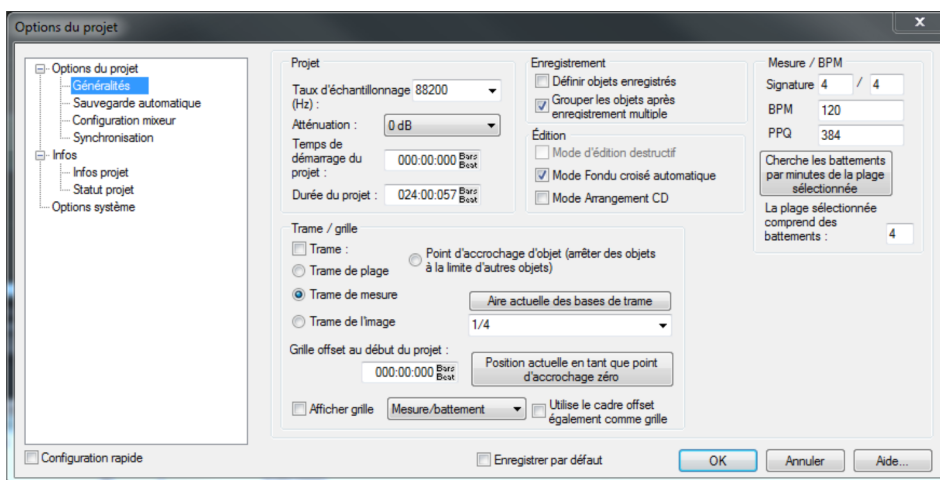 Options du projet
x
Options du projet
Généralités
Sauvegarde automatique
Configuration mixeur
Synchronisation
Infos
Infos projet
Statut projet
Options système
Configuration rapide
Projet
Taux d'échantillonnage 88200
(Hz) :
Atténuation : 0 dB
Temps de
démarrage du
projet :
000:00:000 Bars
Beat
Durée du projet : 024:00:057 Bars
Beat
Enregistrement
Définir objets enregistrés
Grouper les objets après
enregistrement multiple
Édition
Mode d'édition destructif
Mode Fondu croisé automatique
Mode Arrangement CD
Mesure / BPM
Signature 4 / 4
BPM 120
PPQ 384
Cherche les battements
par minutes de la plage
sélectionnée
La plage sélectionnée
comprend des
battements : 4
Trame / grille
Trame :
Trame de plage
Point d'accrochage d'objet (arrêter des objets
à la limite d'autres objets)
Trame de mesure
Aire actuelle des bases de trame
Trame de l'image
1/4
Grille offset au début du projet :
000:00:000 Bars
Beat
Position actuelle en tant que point
d'accrochage zéro
Afficher grille
Mesure/battement
Utilise le cadre offset
également comme grille
Enregistrer par défaut
OK
Annuler
Aide...